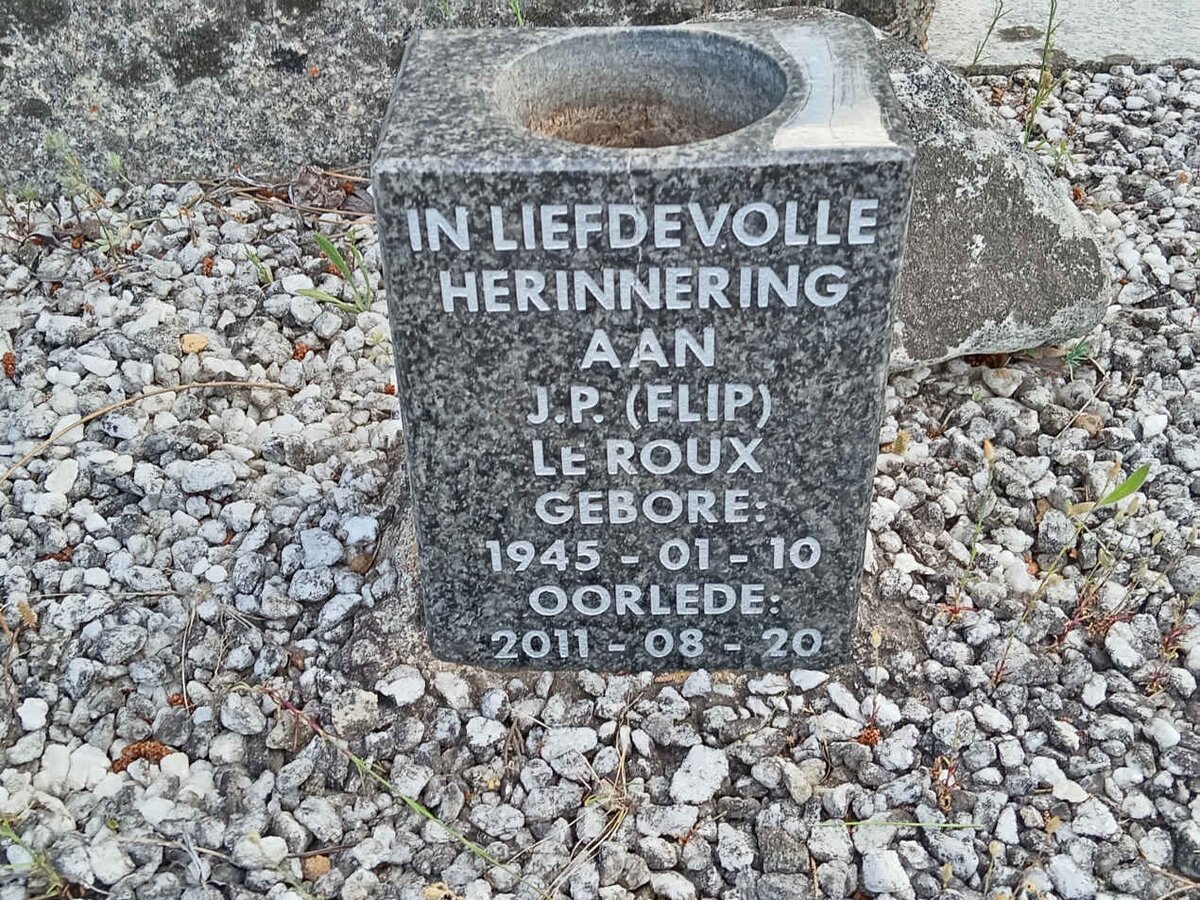 IN LIEFDEVOLLE
HERINNERING
AAN
J.P. (FLIP)
LE ROUX
GEBORE:
1945 - 01 - 10
OORLEDE:
2011 - 08 - 20